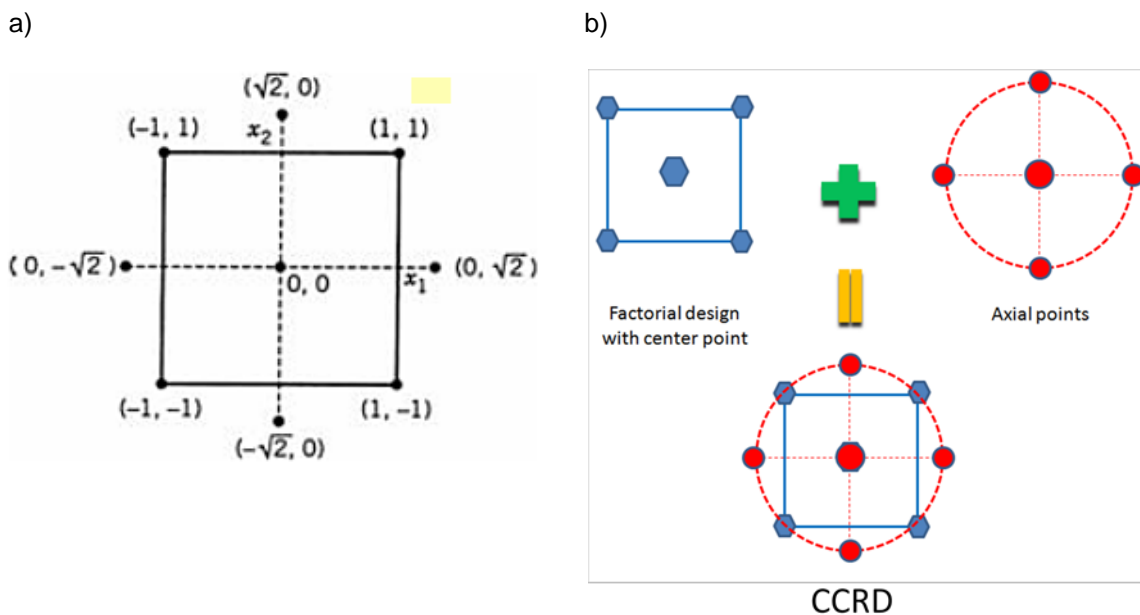 a)
b)
(√2, 0)
x₂
(-1, 1)
(1, 1)
( 0, -√2 )
(0, √2 )
0, 0
x₁
(-1, -1)
(1, -1)
(-√2, 0)
Factorial design
with center point
Axial points
CCRD